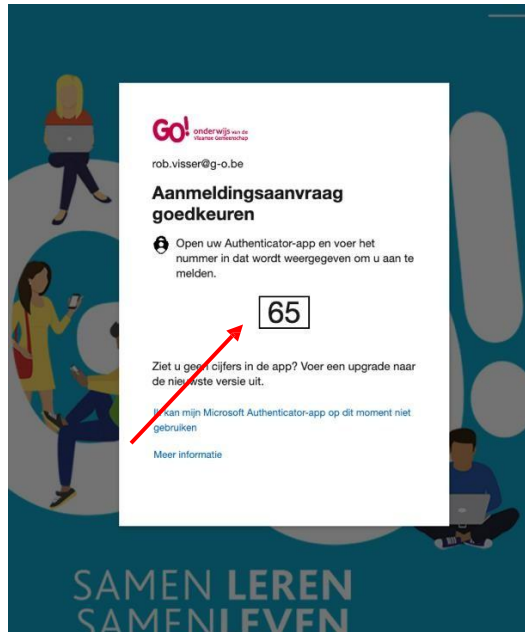 GO! onderwijs van de
Vlaamse Gemeenschap
rob.visser@g-o.be
Aanmeldingsaanvraag
goedkeuren
Open uw Authenticator-app en voer het
nummer in dat wordt weergegeven om u aan te
melden.
65
Ziet u geen cijfers in de app? Voer een upgrade naar
de nieuwste versie uit.
Ik kan mijn Microsoft Authenticator-app op dit moment niet
gebruiken
Meer informatie
SAMEN LEREN
SAMENLEVEN